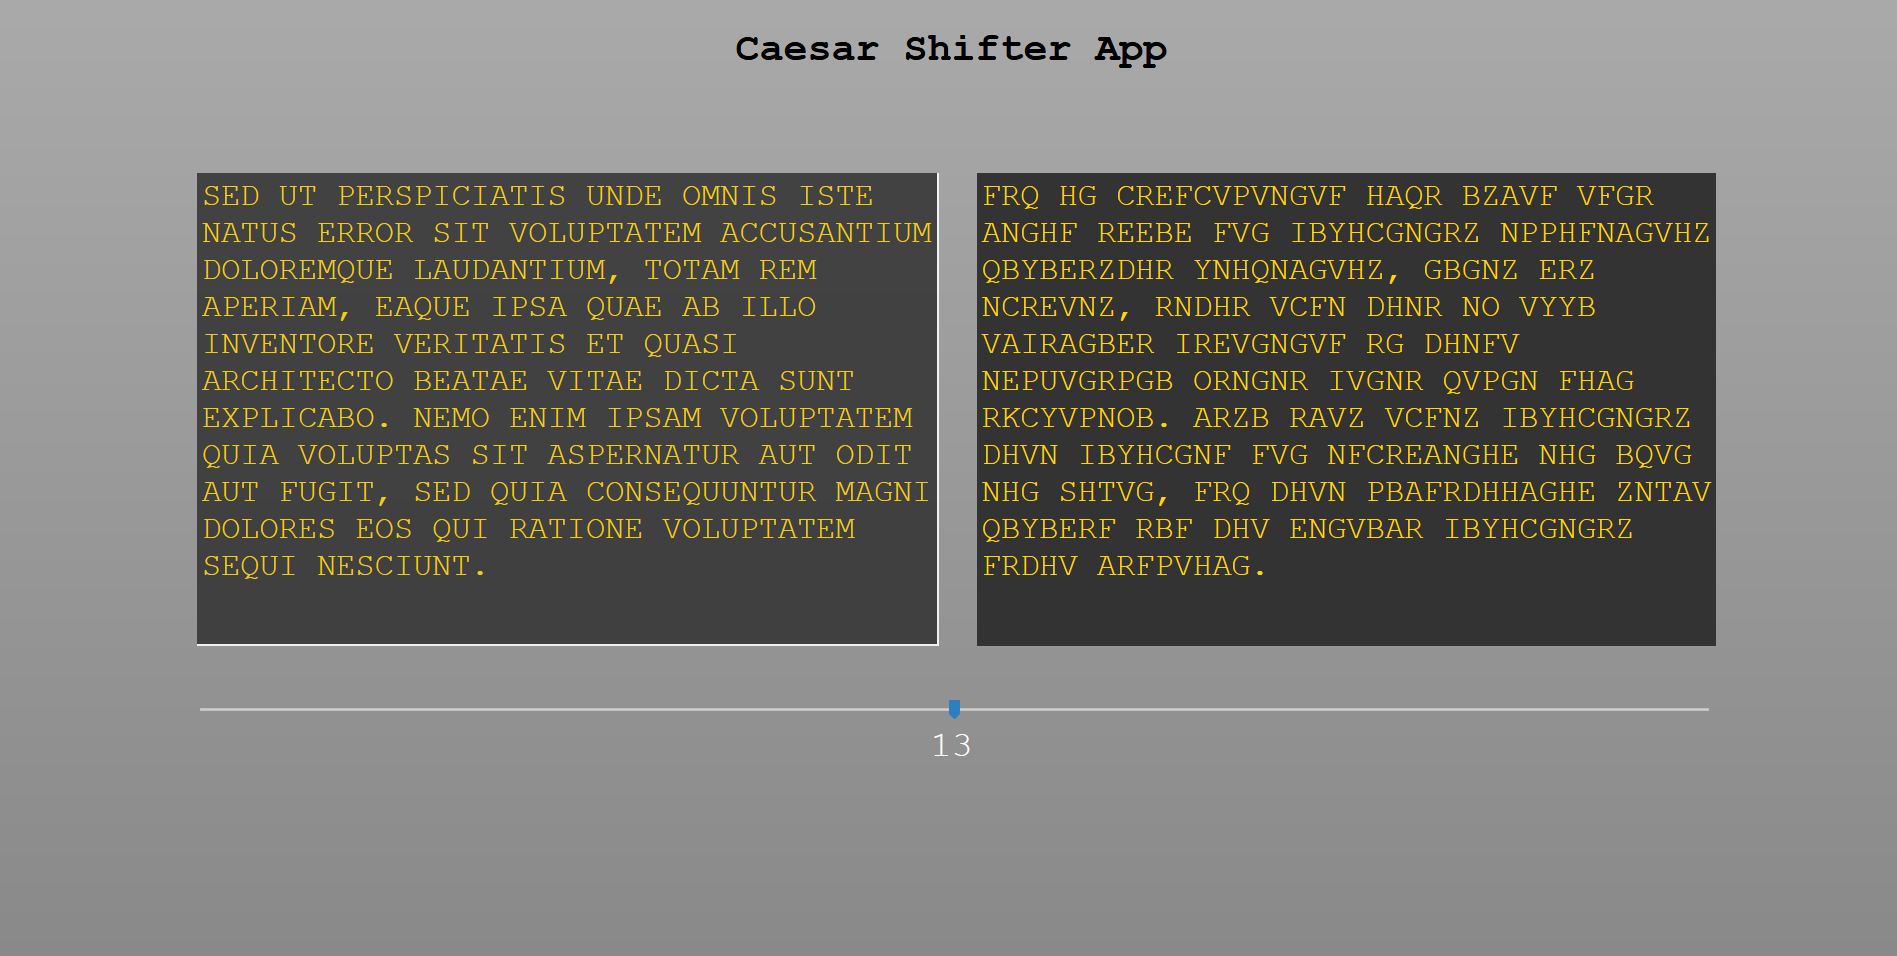 Caesar Shifter App
SED UT PERSPICIATIS UNDE OMNIS ISTE
NATUS ERROR SIT VOLUPTATEM ACCUSANTIUM
DOLOREMQUE LAUDANTIUM, TOTAM REM
APERIAM, EAQUE IPSA QUAE AB ILLO
INVENTORE VERITATIS ET QUASI
ARCHITECTO BEATAE VITAE DICTA SUNT
EXPLICABO. NEMO ENIM IPSAM VOLUPTATEM
QUIA VOLUPTAS SIT ASPERNATUR AUT ODIT
AUT FUGIT, SED QUIA CONSEQUUNTUR MAGNI
DOLORES EOS QUI RATIONE VOLUPTATEM
SEQUI NESCIUNT.
FRQ HG CREFCVPVNGVF HAQR BZAVF VFGR
ANGHF REEBE FVG IBYHCGNGRZ NPPHFNAGVHZ
QBYBERZDHR YNHQNAGVHZ, GBGNZ ERZ
NCREVNZ, RNDHR VCFN DHNR NO VYYB
VAIRAGBER IREVGNGVF RG DHNFV
NEPUVGRPGB ORNGNR IVGNR QVPGN FHAG
RKCYVPNOB. ARZB RAVZ VCFNZ IBYHCGNGRZ
DHVN IBYHCGNF FVG NFCREANGHE NHG BQVG
NHG SHTVG, FRQ DHVN PBAFRDHHAGHE ZNTAV
QBYBERF RBF DHV ENGVBAR IBYHCGNGRZ
FRDHV ARFPVHAG.
13